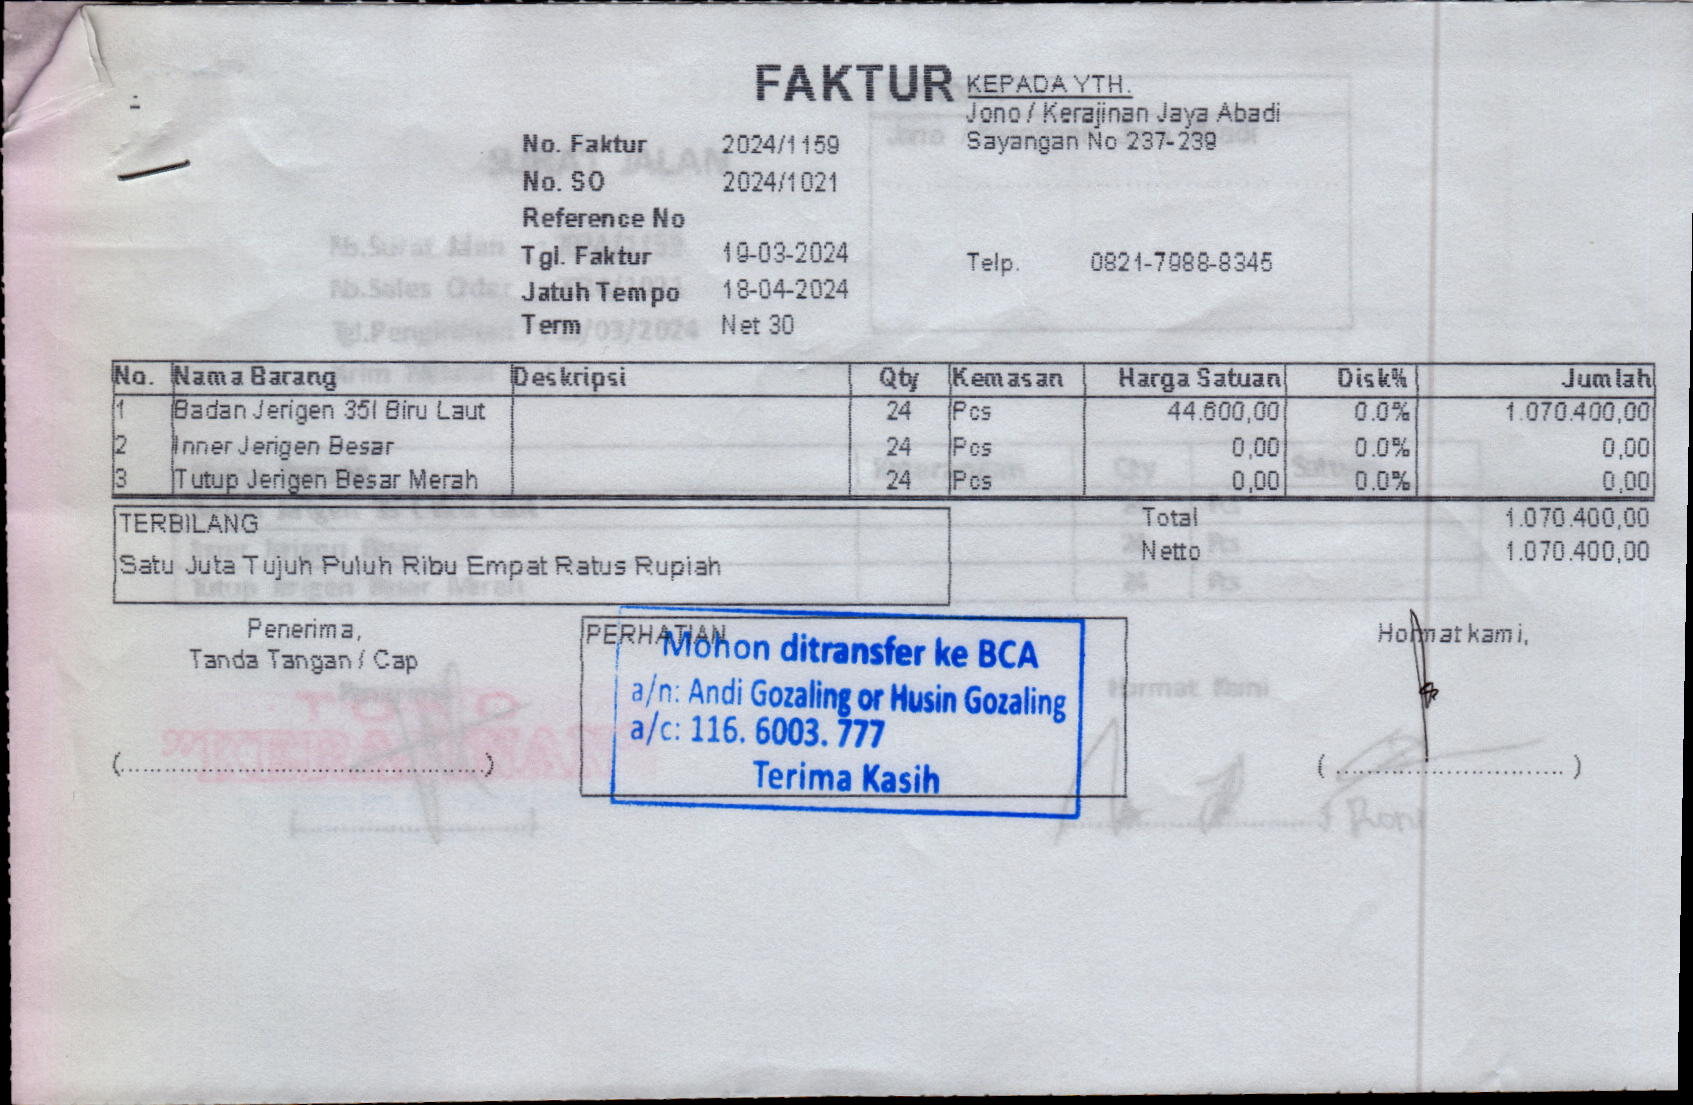 FAKTUR
KEPADA YTH.
Jono / Kerajinan Jaya Abadi
Sayangan No 237-239
No. Faktur 2024/1159
No. SO 2024/1021
Reference No
Tgl. Faktur 19-03-2024
Telp. 0821-7988-8345
Jatuh Tempo 18-04-2024
Term Net 30
No. Nama Barang Deskripsi Qty Kemasan Harga Satuan Disk% Jumlah
1 Badan Jerigen 35l Biru Laut 24 Pcs 44.600,00 0.0% 1.070.400,00
2 Inner Jerigen Besar 24 Pcs 0,00 0.0% 0,00
3 Tutup Jerigen Besar Merah 24 Pcs 0,00 0.0% 0,00
TERBILANG
Satu Juta Tujuh Puluh Ribu Empat Ratus Rupiah
Total 1.070.400,00
Netto 1.070.400,00
Penerima,
Tanda Tangan / Cap
PERHATIAN
Mohon ditransfer ke BCA
a/n: Andi Gozaling or Husin Gozaling
a/c: 116. 6003. 777
Terima Kasih
Hormat kami,
(..................................................)
( ............................... )